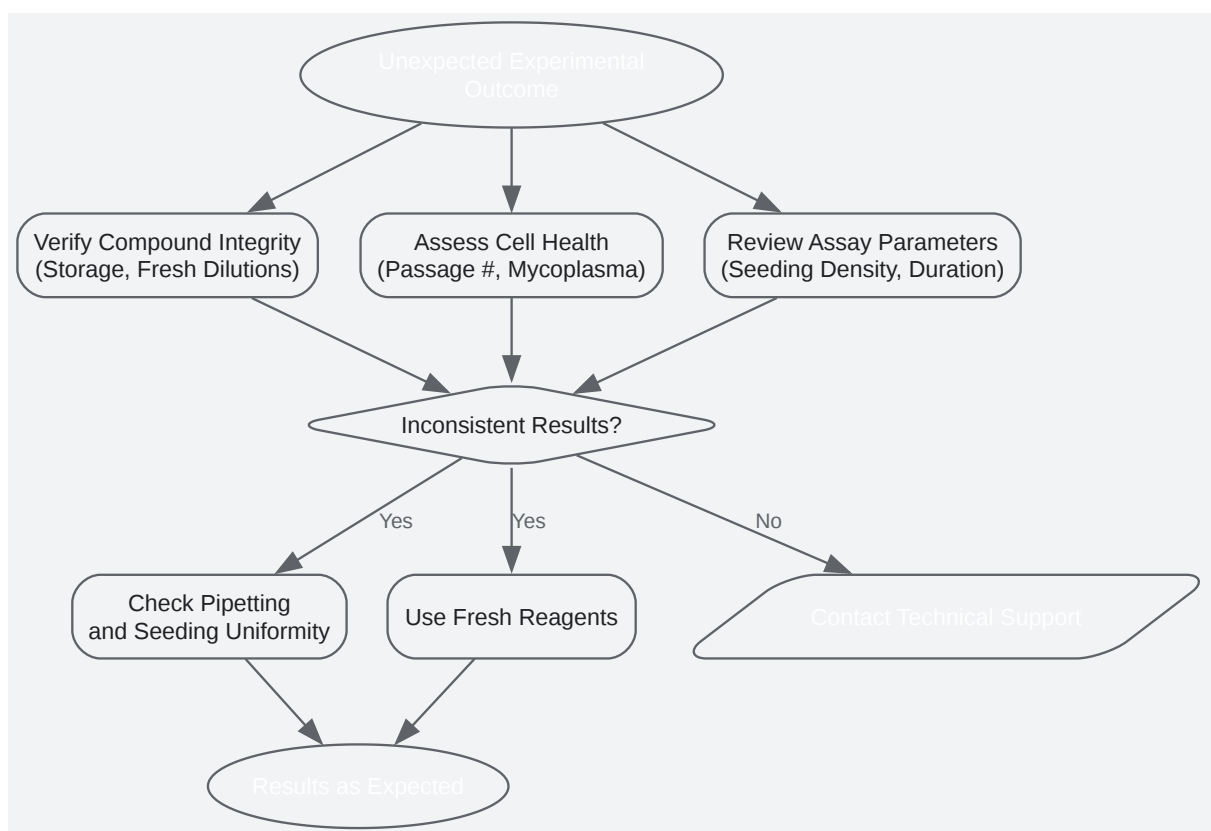 Unexpected Experimental
Outcome
Verify Compound Integrity
(Storage, Fresh Dilutions)
Assess Cell Health
(Passage #, Mycoplasma)
Review Assay Parameters
(Seeding Density, Duration)
Inconsistent Results?
Yes
Yes
No
Check Pipetting
and Seeding Uniformity
Use Fresh Reagents
Contact Technical Support
Results as Expected